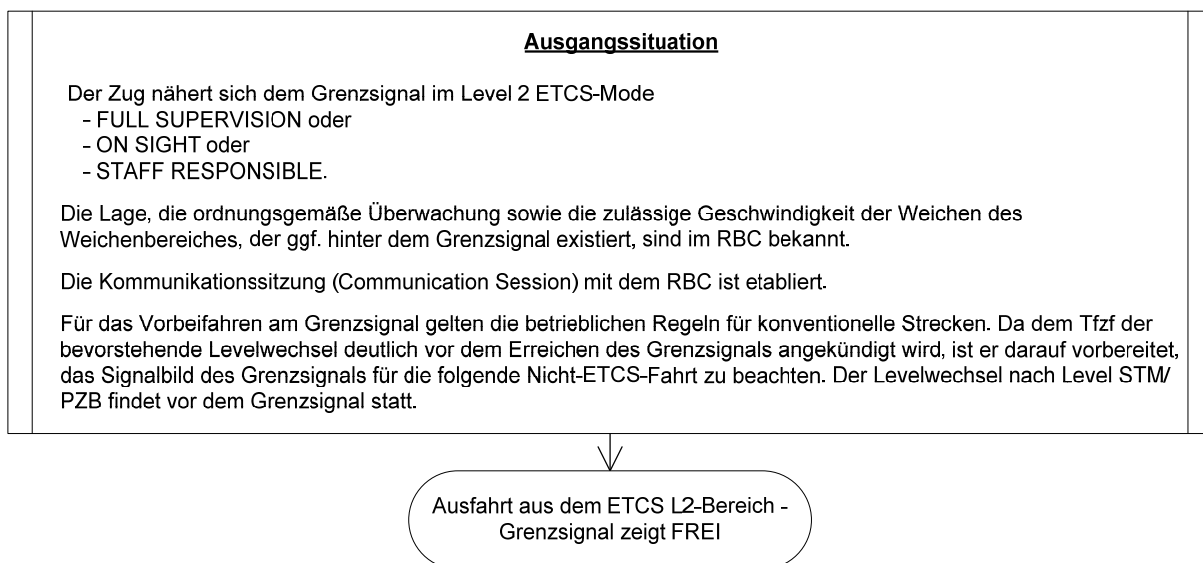 Ausgangssituation
Der Zug nähert sich dem Grenzsignal im Level 2 ETCS-Mode
- FULL SUPERVISION oder
- ON SIGHT oder
- STAFF RESPONSIBLE.
Die Lage, die ordnungsgemäße Überwachung sowie die zulässige Geschwindigkeit der Weichen des
Weichenbereiches, der ggf. hinter dem Grenzsignal existiert, sind im RBC bekannt.
Die Kommunikationssitzung (Communication Session) mit dem RBC ist etabliert.
Für das Vorbeifahren am Grenzsignal gelten die betrieblichen Regeln für konventionelle Strecken. Da dem Tfzf der
bevorstehende Levelwechsel deutlich vor dem Erreichen des Grenzsignals angekündigt wird, ist er darauf vorbereitet,
das Signalbild des Grenzsignals für die folgende Nicht-ETCS-Fahrt zu beachten. Der Levelwechsel nach Level STM/
PZB findet vor dem Grenzsignal statt.
Ausfahrt aus dem ETCS L2-Bereich -
Grenzsignal zeigt FREI